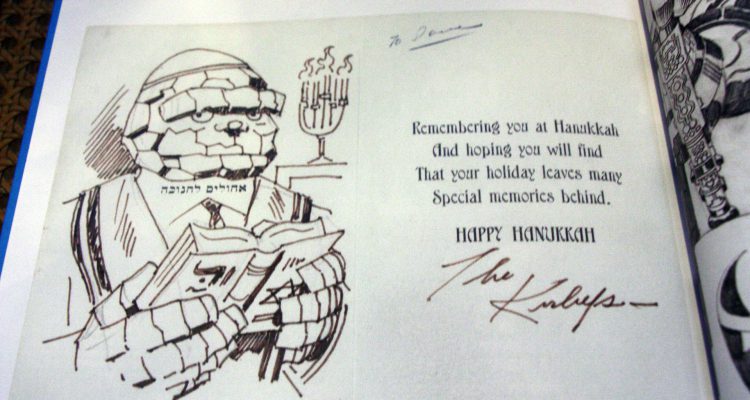 אחולים לחנוכה
To
Remembering you at Hanukkah
And hoping you will find
That your holiday leaves many
Special memories behind.
HAPPY HANUKKAH
The
Kirbys